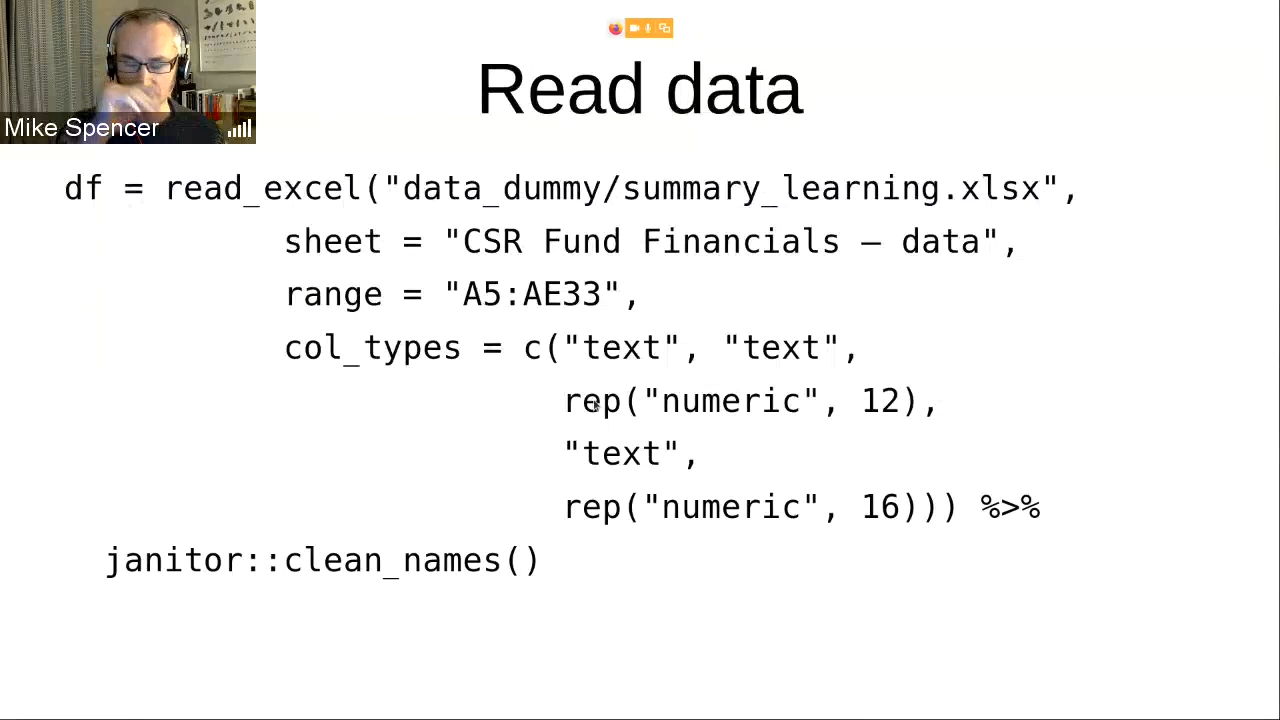 Mike Spencer
Read data
df = read_excel("data_dummy/summary_learning.xlsx",
sheet = "CSR Fund Financials – data",
range = "A5:AE33",
col_types = c("text", "text",
rep("numeric", 12),
"text",
rep("numeric", 16))) %>%
janitor::clean_names()